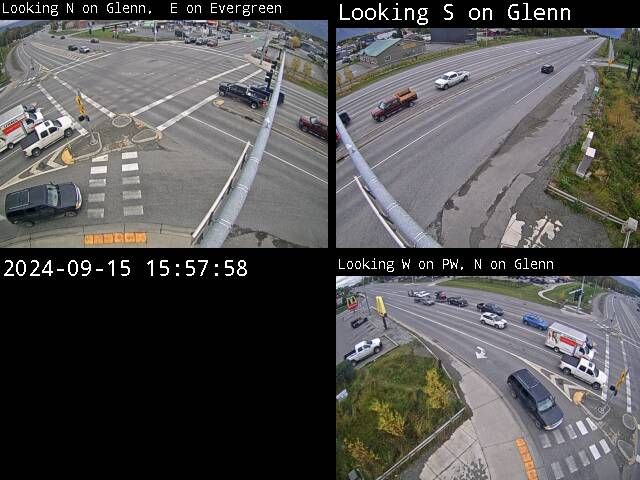 Looking N on Glenn,  E on Evergreen
Looking S on Glenn
2024-09-15 15:57:58
Looking W on PW, N on Glenn